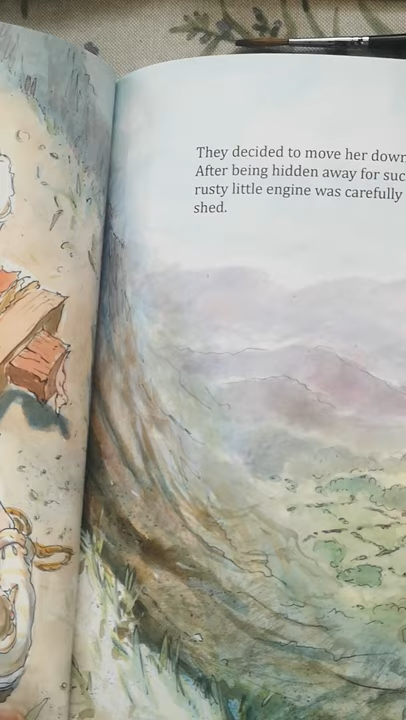 They decided to move her down
After being hidden away for suc
rusty little engine was carefully
shed.